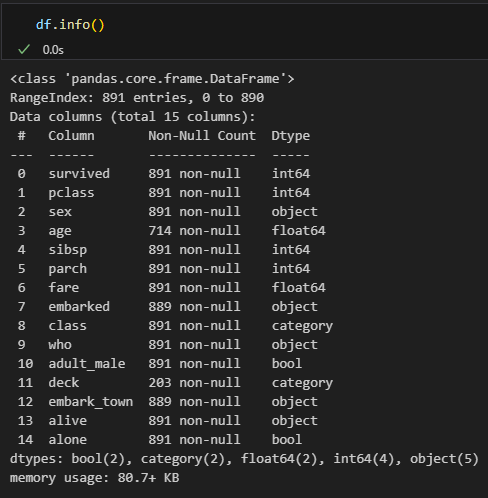 df.info()
0.0s
<class 'pandas.core.frame.DataFrame'>
RangeIndex: 891 entries, 0 to 890
Data columns (total 15 columns):
 #   Column       Non-Null Count  Dtype
---  ------       --------------  -----
 0   survived     891 non-null    int64
 1   pclass       891 non-null    int64
 2   sex          891 non-null    object
 3   age          714 non-null    float64
 4   sibsp        891 non-null    int64
 5   parch        891 non-null    int64
 6   fare         891 non-null    float64
 7   embarked     889 non-null    object
 8   class        891 non-null    category
 9   who          891 non-null    object
 10  adult_male   891 non-null    bool
 11  deck         203 non-null    category
 12  embark_town  889 non-null    object
 13  alive        891 non-null    object
 14  alone        891 non-null    bool
dtypes: bool(2), category(2), float64(2), int64(4), object(5)
memory usage: 80.7+ KB